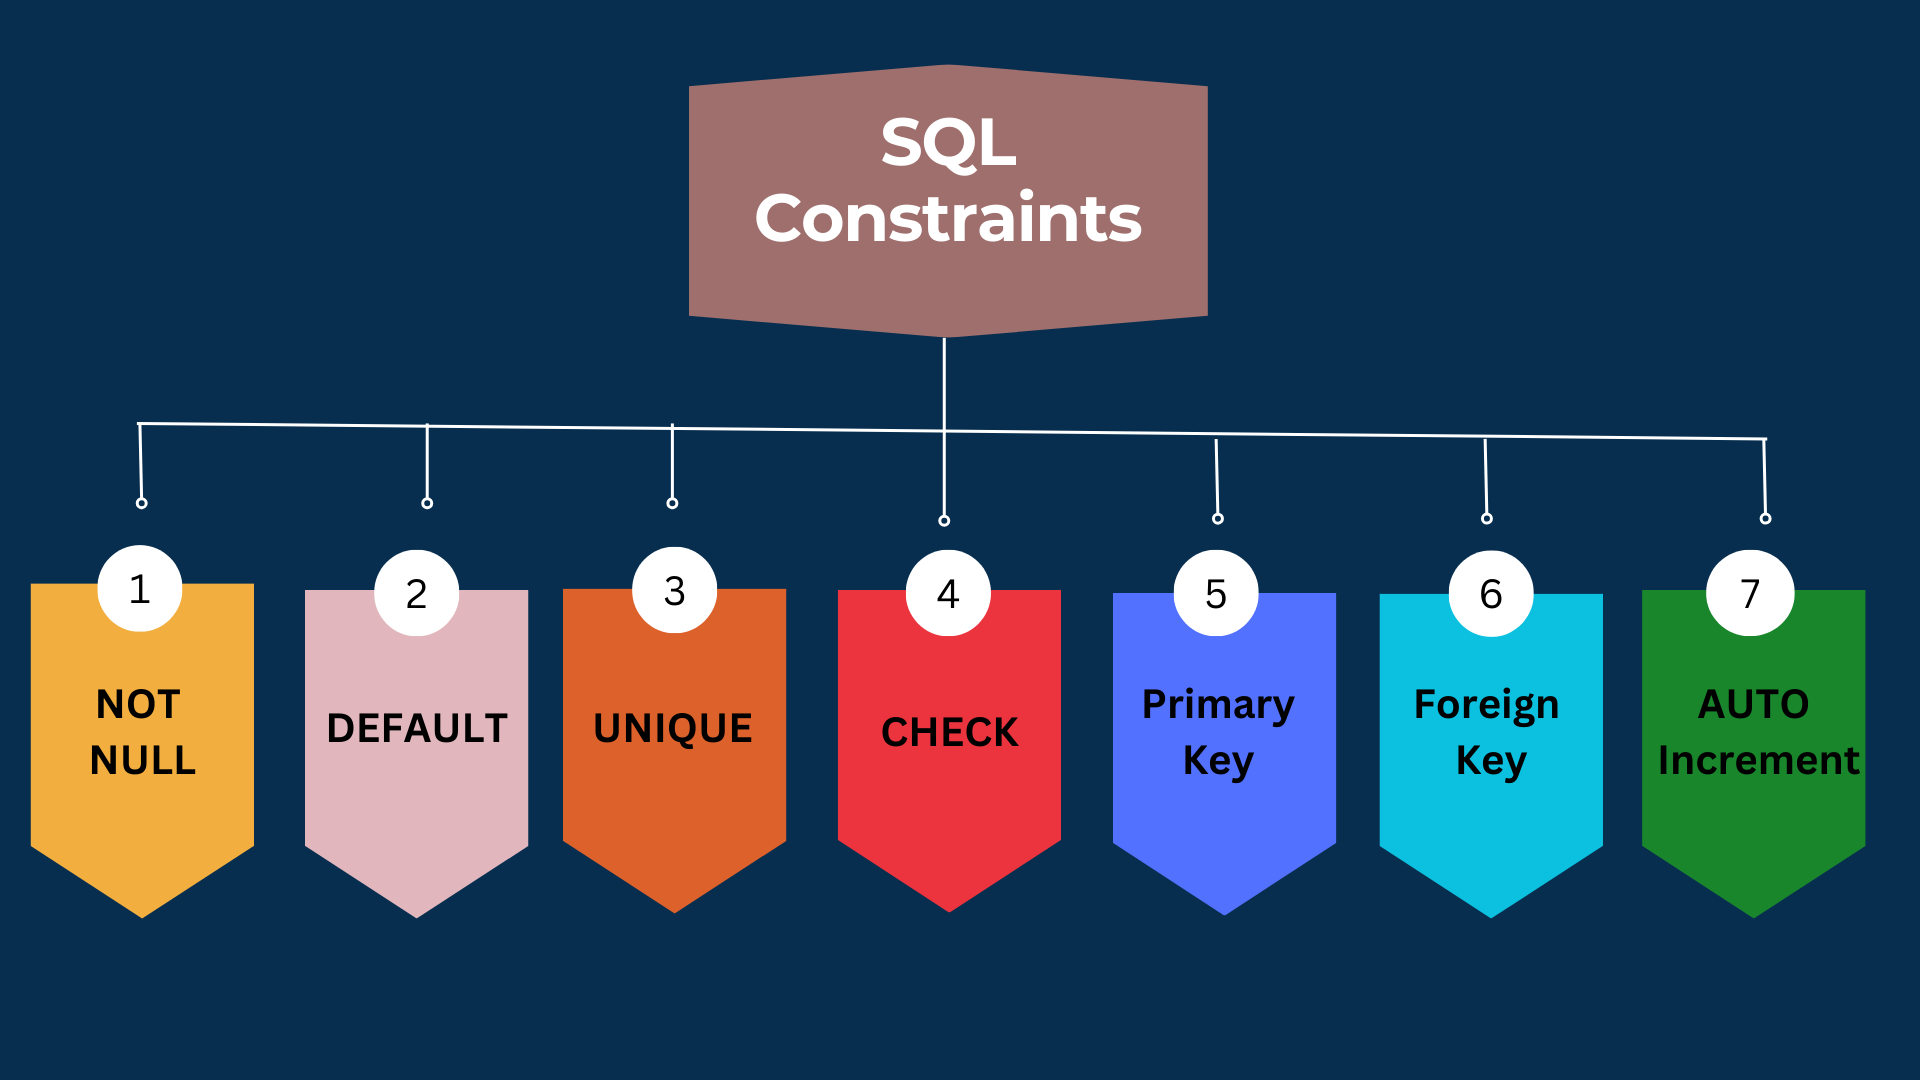 SQL
Constraints
1
NOT
NULL
2
DEFAULT
3
UNIQUE
4
CHECK
5
Primary
Key
6
Foreign
Key
7
AUTO
Increment